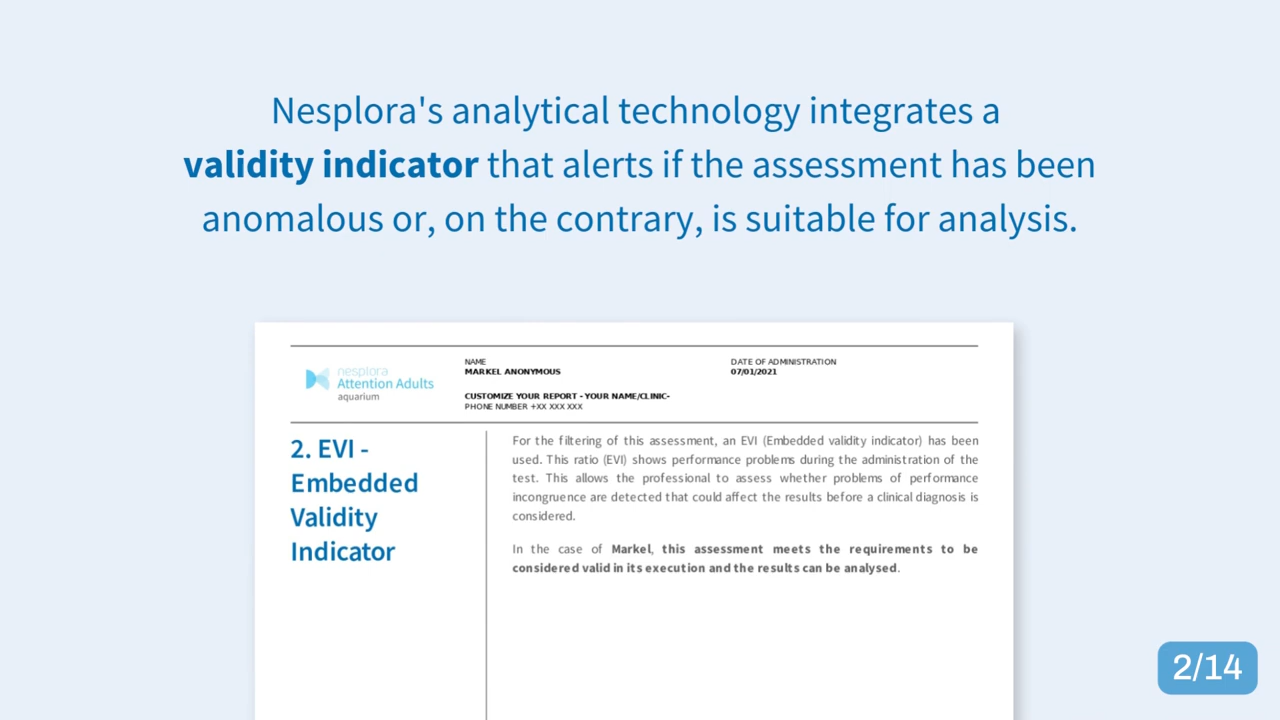 Nesplora's analytical technology integrates a
validity indicator that alerts if the assessment has been
anomalous or, on the contrary, is suitable for analysis.
nesplora
Attention Adults
aquarium
NAME
MARKEL ANONYMOUS
CUSTOMIZE YOUR REPORT - YOUR NAME/CLINIC-
PHONE NUMBER +XX XXX XXX
DATE OF ADMINISTRATION
07/01/2021
2. EVI -
Embedded
Validity
Indicator
For the filtering of this assessment, an EVI (Embedded validity indicator) has been
used. This ratio (EVI) shows performance problems during the administration of the
test. This allows the professional to assess whether problems of performance
incongruence are detected that could affect the results before a clinical diagnosis is
considered.
In the case of Markel, this assessment meets the requirements to be
considered valid in its execution and the results can be analysed.
2/14